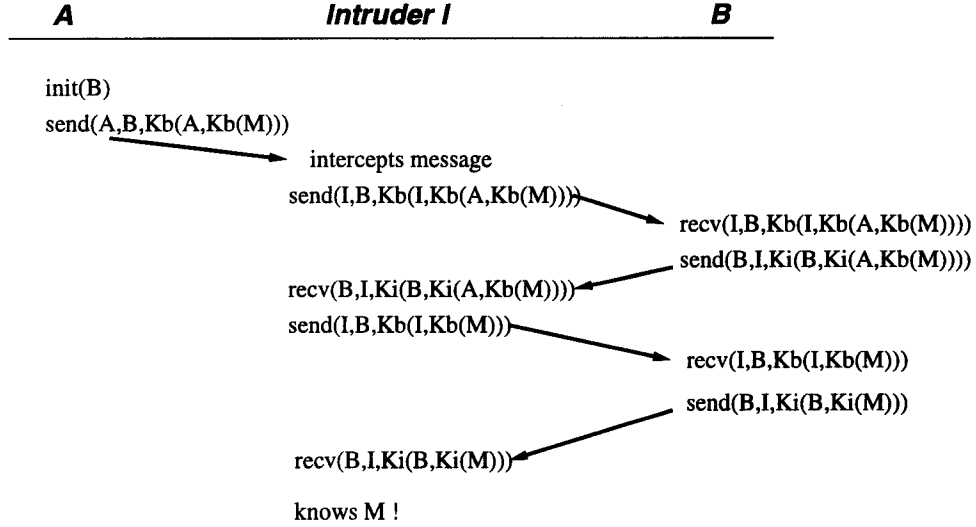 A Intruder I B
init(B)
send(A,B,Kb(A,Kb(M)))
intercepts message
send(I,B,Kb(I,Kb(A,Kb(M))))
recv(I,B,Kb(I,Kb(A,Kb(M))))
send(B,I,Ki(B,Ki(A,Kb(M))))
recv(B,I,Ki(B,Ki(A,Kb(M))))
send(I,B,Kb(I,Kb(M)))
recv(I,B,Kb(I,Kb(M)))
send(B,I,Ki(B,Ki(M)))
recv(B,I,Ki(B,Ki(M)))
knows M !